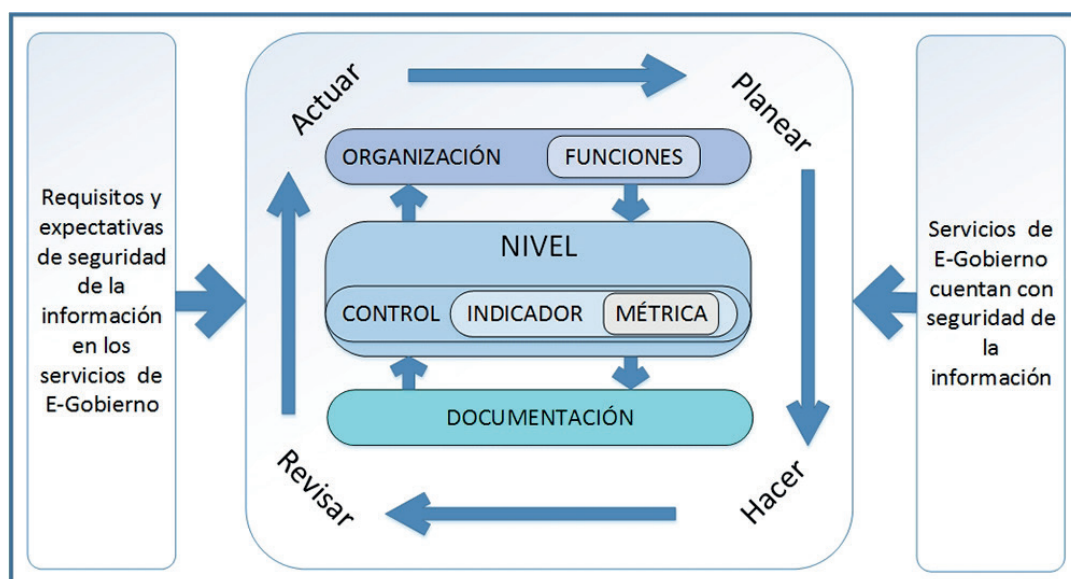 Requisitos y
expectativas
de seguridad
de la
información
en los
servicios de
E-Gobierno
Actuar
Planear
ORGANIZACIÓN
FUNCIONES
NIVEL
CONTROL
INDICADOR
MÉTRICA
DOCUMENTACIÓN
Revisar
Hacer
Servicios de
E-Gobierno
cuentan con
seguridad de
la
información